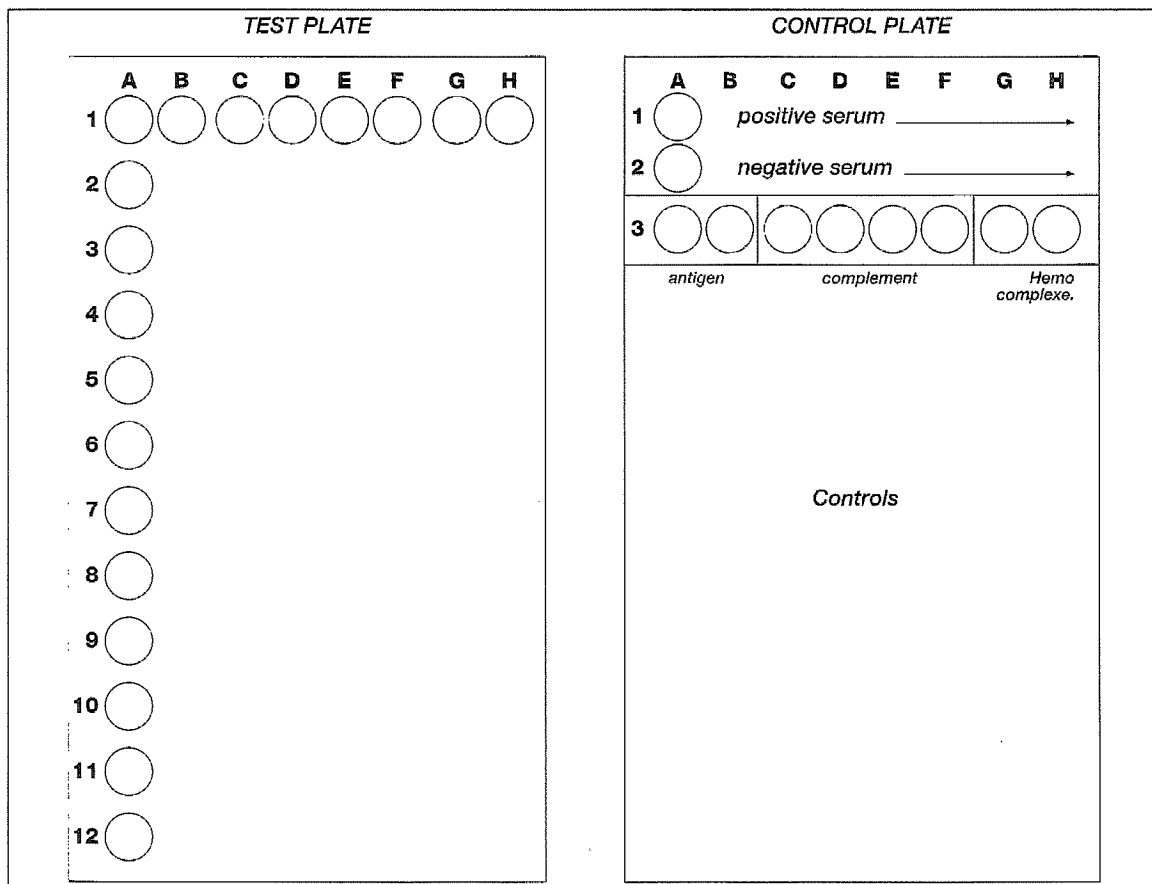 TEST PLATE
A B C D E F G H
1
2
3
4
5
6
7
8
9
10
11
12
CONTROL PLATE
A B C D E F G H
1 positive serum
2 negative serum
3
antigen complement Hemo
complexe.
Controls